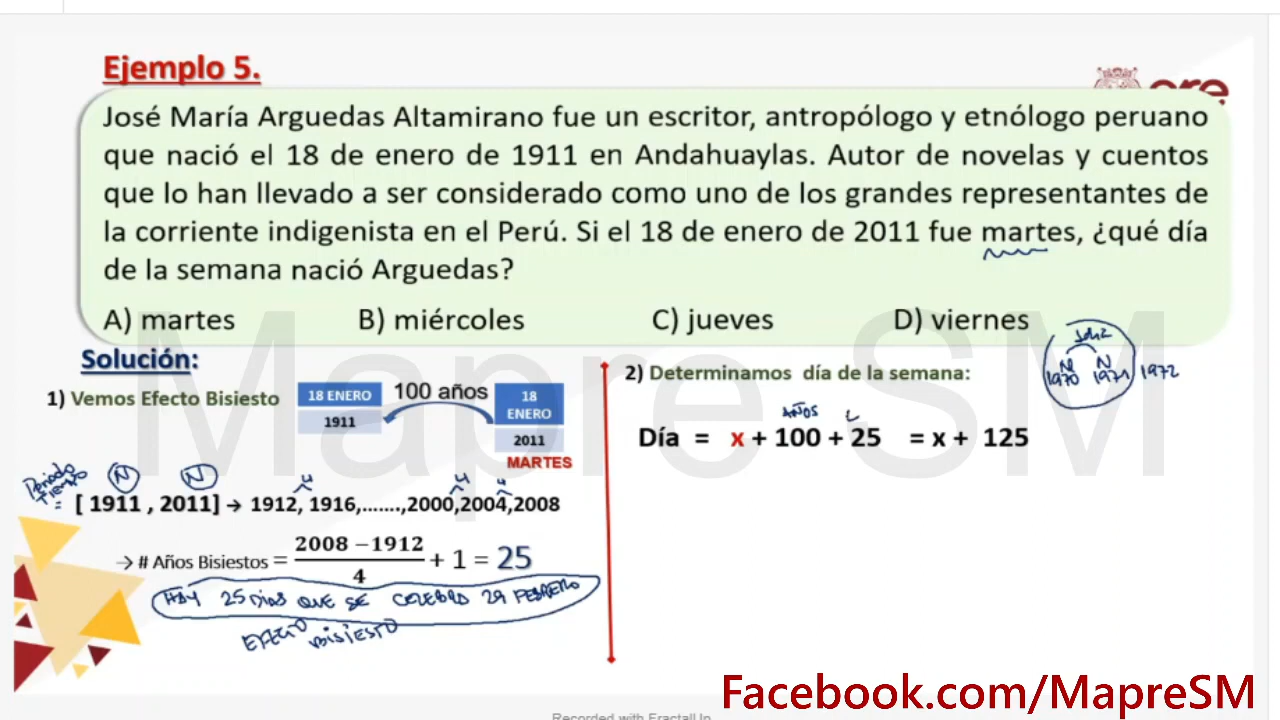 Ejemplo 5.
José María Arguedas Altamirano fue un escritor, antropólogo y etnólogo peruano
que nació el 18 de enero de 1911 en Andahuaylas. Autor de novelas y cuentos
que lo han llevado a ser considerado como uno de los grandes representantes de
la corriente indigenista en el Perú. Si el 18 de enero de 2011 fue martes, ¿qué día
de la semana nació Arguedas?
A) martes B) miércoles C) jueves D) viernes
Mapre SM
Solución:
1) Vemos Efecto Bisiesto
18 ENERO
1911
100 años
18
ENERO
2011
MARTES
Periodo
Tiempo
=
N N
[ 1911 , 2011] → 1912, 1916,.......,2000,2004,2008
4 4 4
→ # Años Bisiestos = 2008 − 1912 / 4 + 1 = 25
HAY 25 DIAS QUE SE CELEBRÓ 29 FEBRERO
EFECTO BISIESTO
2) Determinamos día de la semana:
N N
1970 1971 1972
AÑOS
Día = x + 100 + 25 = x + 125
Facebook.com/MapreSM